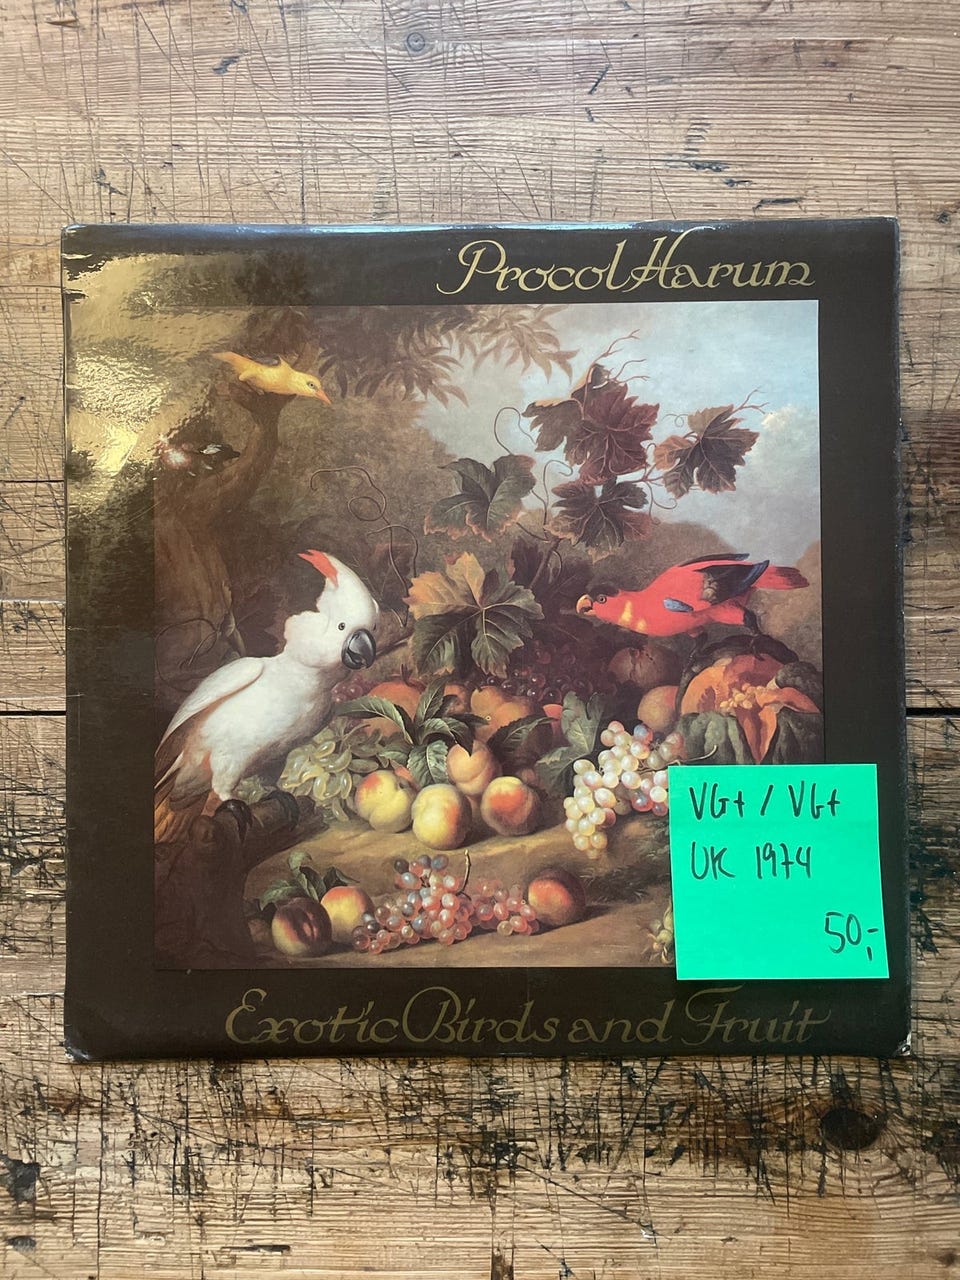 Procol Harum
VG+ / VG+
UK 1974
50,-
Exotic Birds and Fruit